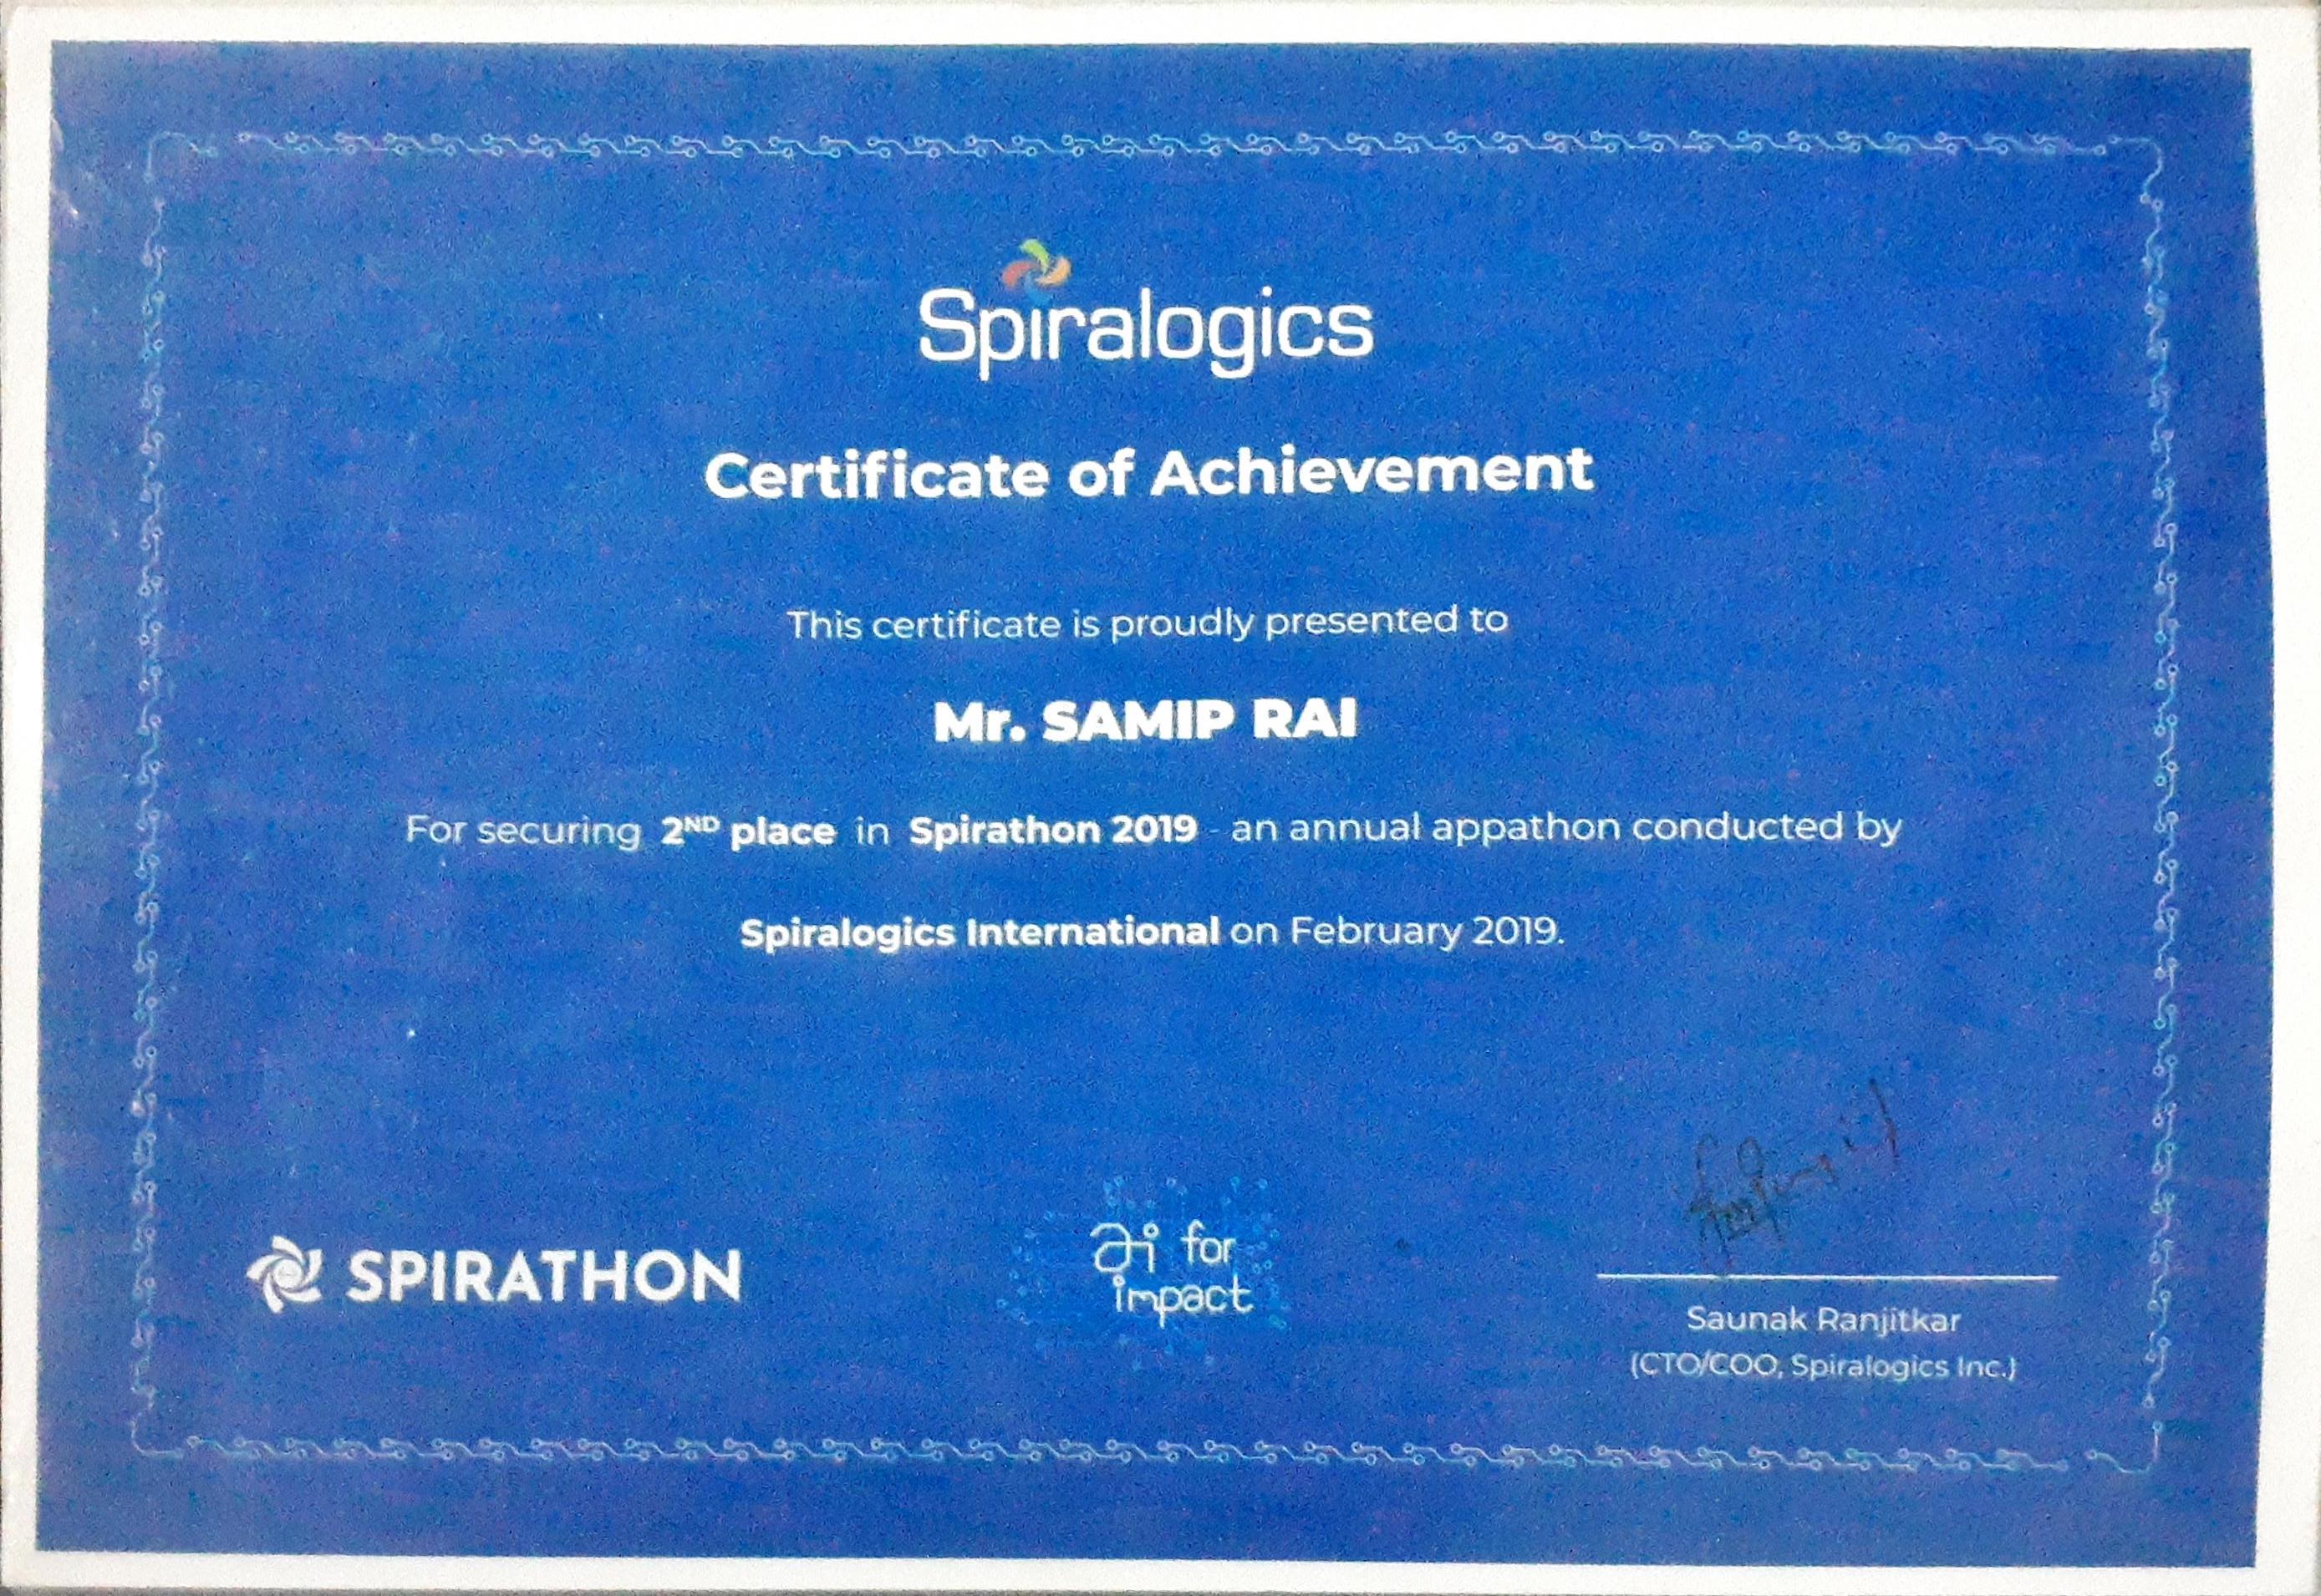 Spiralogics
Certificate of Achievement
This certificate is proudly presented to
Mr. SAMIP RAI
For securing 2ND place in Spirathon 2019 - an annual appathon conducted by
Spiralogics International on February 2019.
SPIRATHON
ai for
impact
Saunak Ranjitkar
(CTO/COO, Spiralogics Inc.)